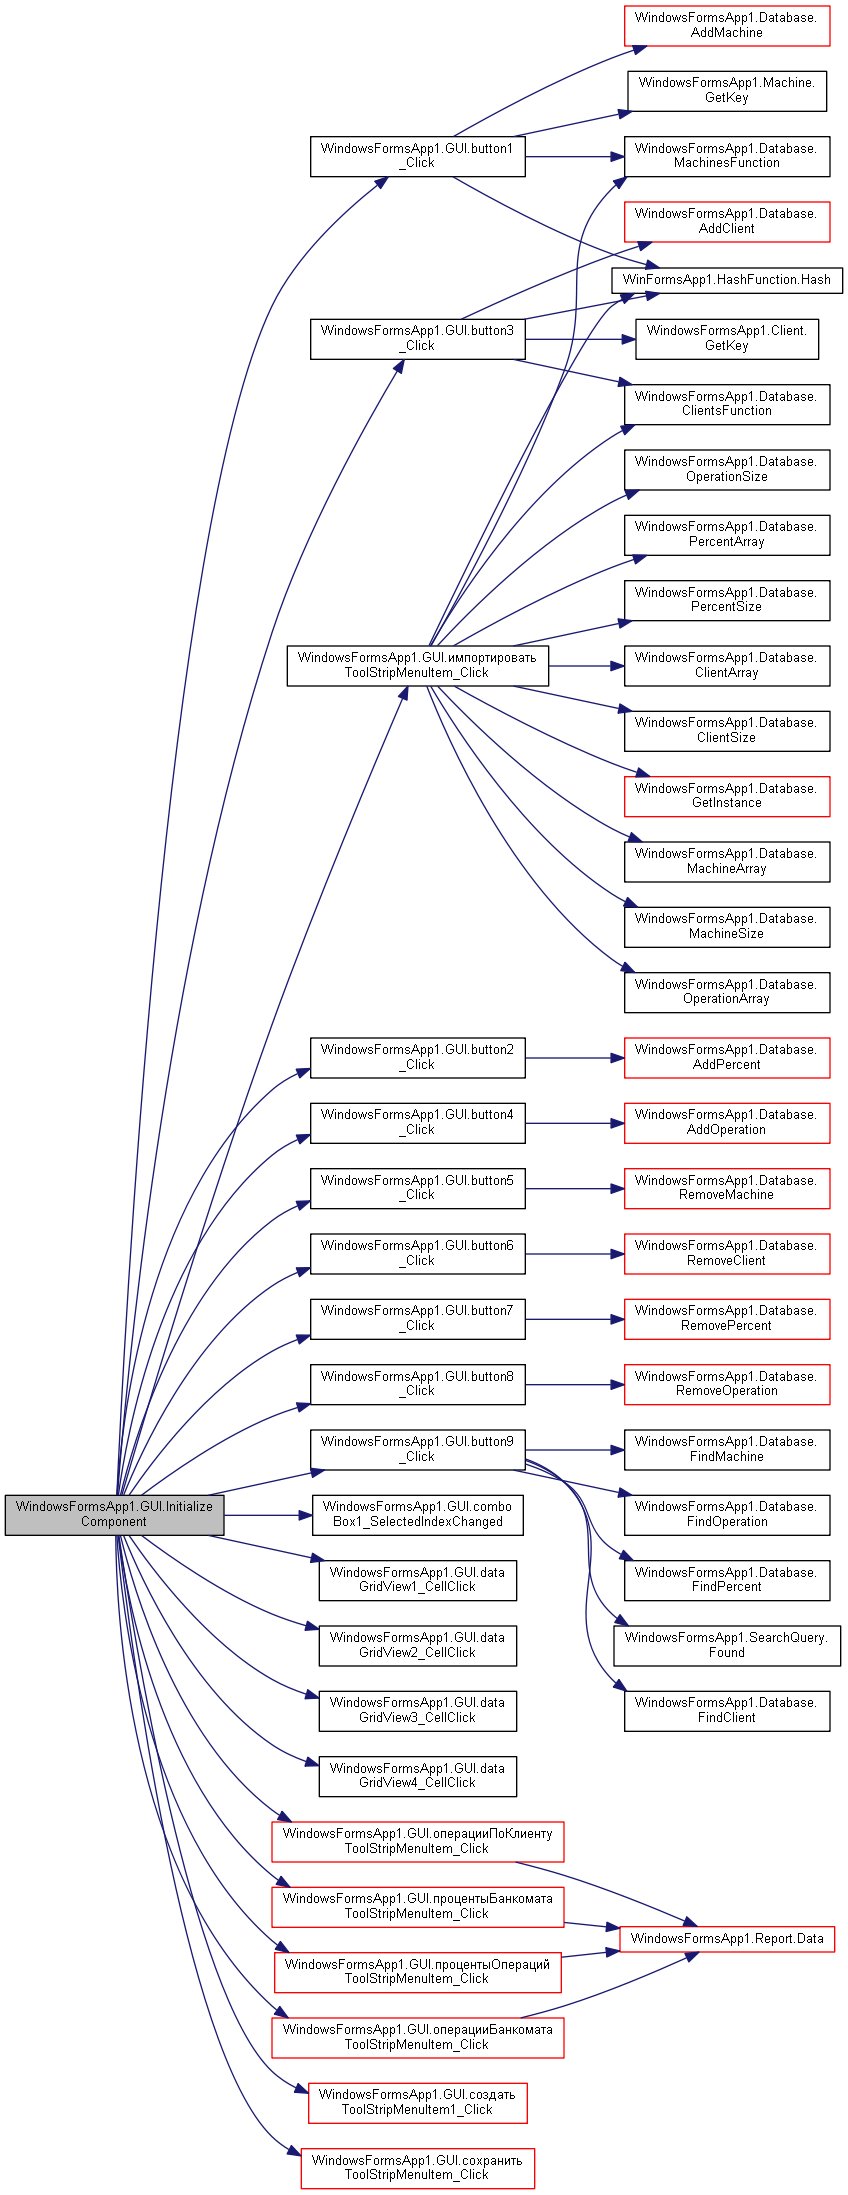 WindowsFormsApp1.Database.
AddMachine
WindowsFormsApp1.Machine.
GetKey
WindowsFormsApp1.GUI.button1
_Click
WindowsFormsApp1.Database.
MachinesFunction
WindowsFormsApp1.Database.
AddClient
WinFormsApp1.HashFunction.Hash
WindowsFormsApp1.GUI.button3
_Click
WindowsFormsApp1.Client.
GetKey
WindowsFormsApp1.Database.
ClientsFunction
WindowsFormsApp1.Database.
OperationSize
WindowsFormsApp1.Database.
PercentArray
WindowsFormsApp1.Database.
PercentSize
WindowsFormsApp1.GUI.импортировать
ToolStripMenuItem_Click
WindowsFormsApp1.Database.
ClientArray
WindowsFormsApp1.Database.
ClientSize
WindowsFormsApp1.Database.
GetInstance
WindowsFormsApp1.Database.
MachineArray
WindowsFormsApp1.Database.
MachineSize
WindowsFormsApp1.Database.
OperationArray
WindowsFormsApp1.GUI.button2
_Click
WindowsFormsApp1.Database.
AddPercent
WindowsFormsApp1.GUI.button4
_Click
WindowsFormsApp1.Database.
AddOperation
WindowsFormsApp1.GUI.button5
_Click
WindowsFormsApp1.Database.
RemoveMachine
WindowsFormsApp1.GUI.button6
_Click
WindowsFormsApp1.Database.
RemoveClient
WindowsFormsApp1.GUI.button7
_Click
WindowsFormsApp1.Database.
RemovePercent
WindowsFormsApp1.GUI.button8
_Click
WindowsFormsApp1.Database.
RemoveOperation
WindowsFormsApp1.GUI.button9
_Click
WindowsFormsApp1.Database.
FindMachine
WindowsFormsApp1.GUI.Initialize
Component
WindowsFormsApp1.GUI.combo
Box1_SelectedIndexChanged
WindowsFormsApp1.Database.
FindOperation
WindowsFormsApp1.GUI.data
GridView1_CellClick
WindowsFormsApp1.Database.
FindPercent
WindowsFormsApp1.GUI.data
GridView2_CellClick
WindowsFormsApp1.SearchQuery.
Found
WindowsFormsApp1.GUI.data
GridView3_CellClick
WindowsFormsApp1.Database.
FindClient
WindowsFormsApp1.GUI.data
GridView4_CellClick
WindowsFormsApp1.GUI.операцииПоКлиенту
ToolStripMenuItem_Click
WindowsFormsApp1.GUI.процентыБанкомата
ToolStripMenuItem_Click
WindowsFormsApp1.Report.Data
WindowsFormsApp1.GUI.процентыОпераций
ToolStripMenuItem_Click
WindowsFormsApp1.GUI.операцииБанкомата
ToolStripMenuItem_Click
WindowsFormsApp1.GUI.создать
ToolStripMenuItem1_Click
WindowsFormsApp1.GUI.сохранить
ToolStripMenuItem_Click